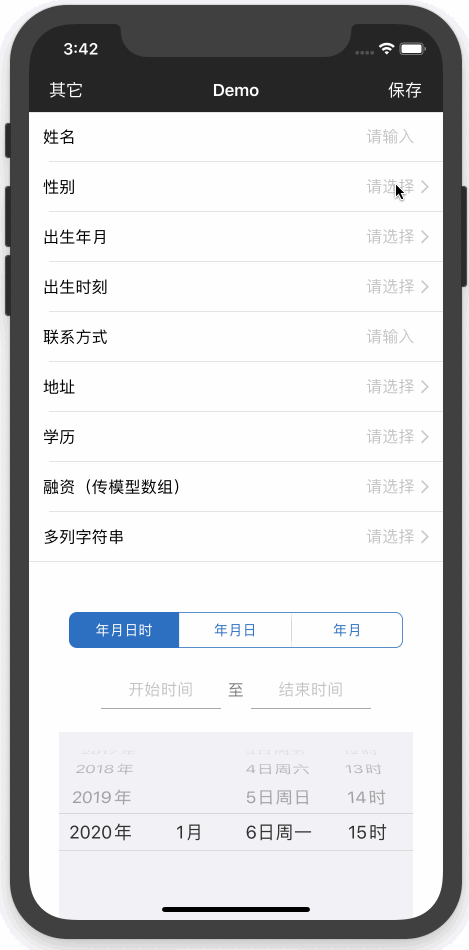 3:42
其它 Demo 保存
姓名 请输入
性别 请选择
出生年月 请选择
出生时刻 请选择
联系方式 请输入
地址 请选择
学历 请选择
融资（传模型数组） 请选择
多列字符串 请选择
年月日时 年月日 年月
开始时间 至 结束时间
2018年 4日周六 13时
2019年 5日周日 14时
2020年 1月 6日周一 15时